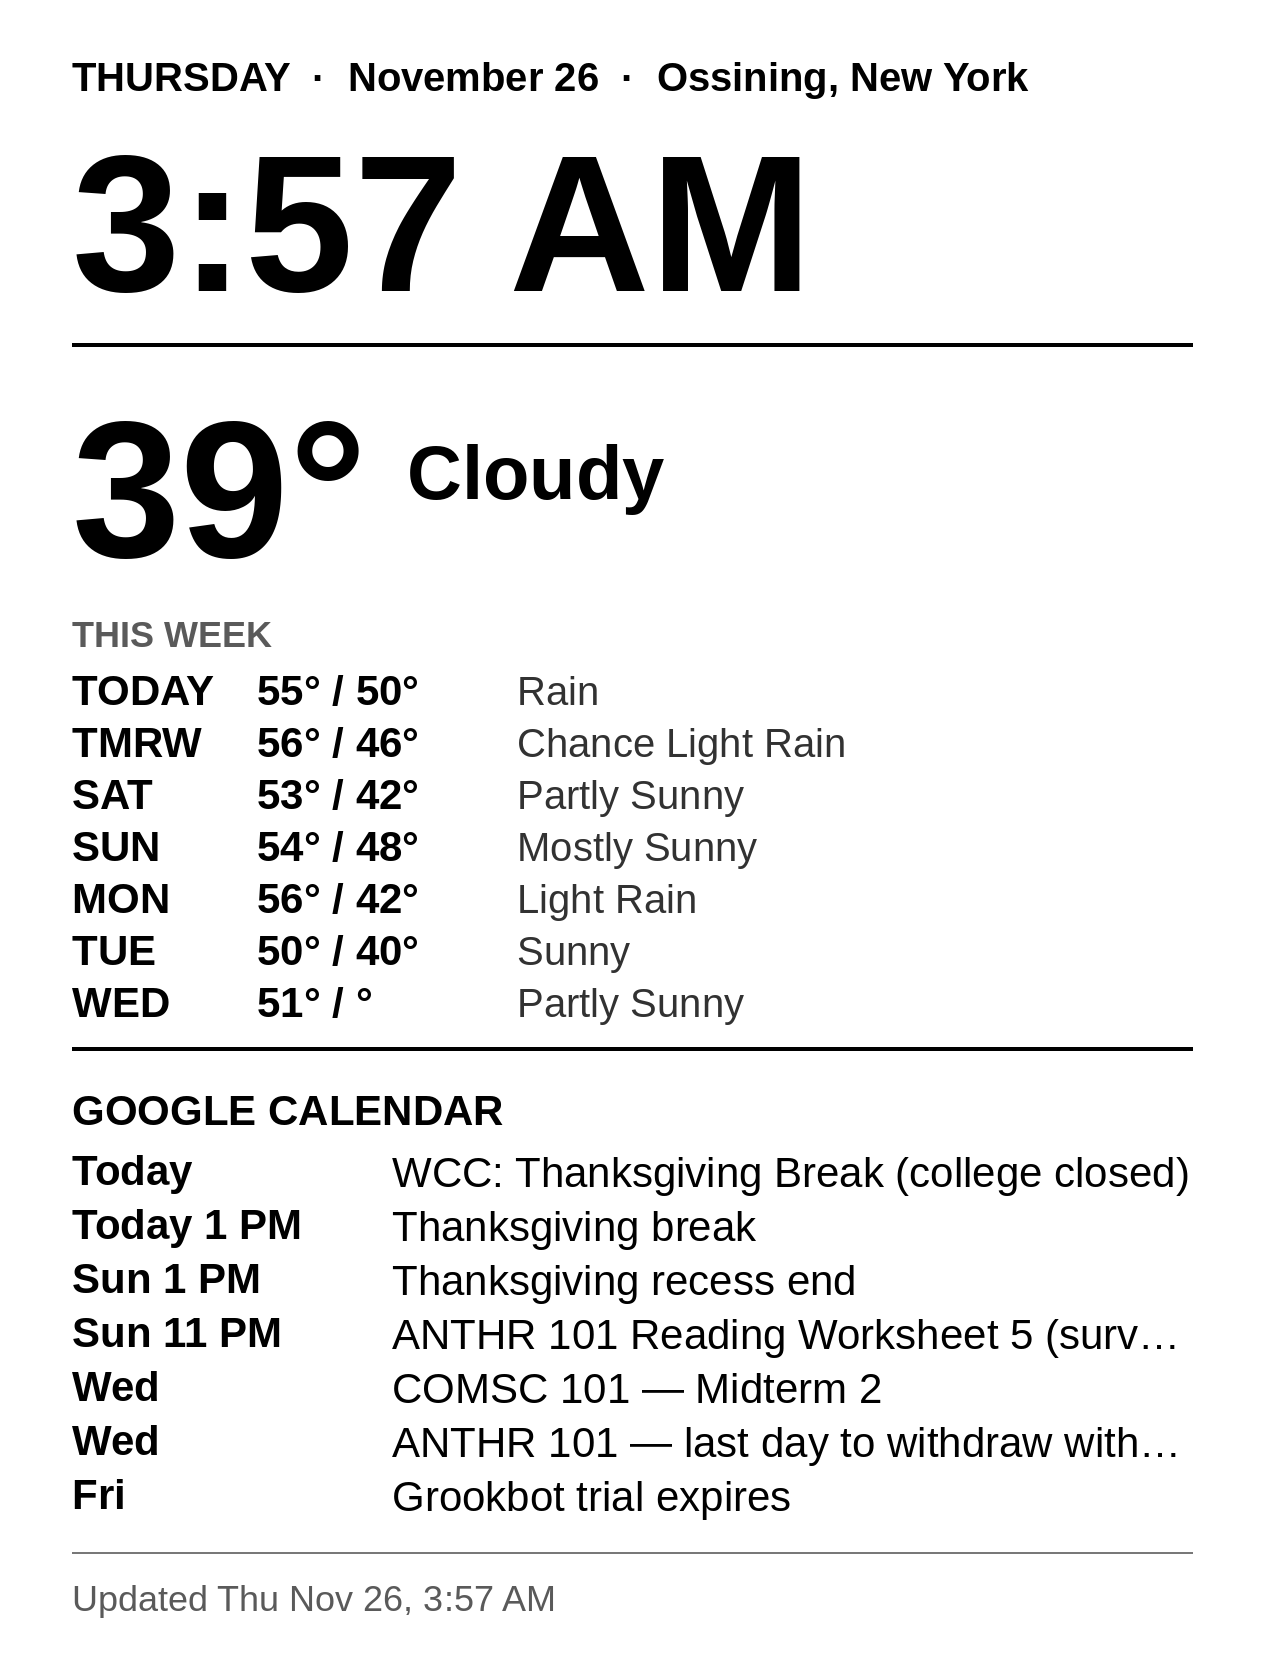 THURSDAY · November 26 · Ossining, New York
3:57 AM
39° Cloudy
THIS WEEK
TODAY 55° / 50° Rain
TMRW 56° / 46° Chance Light Rain
SAT 53° / 42° Partly Sunny
SUN 54° / 48° Mostly Sunny
MON 56° / 42° Light Rain
TUE 50° / 40° Sunny
WED 51° / ° Partly Sunny
GOOGLE CALENDAR
Today WCC: Thanksgiving Break (college closed)
Today 1 PM Thanksgiving break
Sun 1 PM Thanksgiving recess end
Sun 11 PM ANTHR 101 Reading Worksheet 5 (surv…
Wed COMSC 101 — Midterm 2
Wed ANTHR 101 — last day to withdraw with…
Fri Grookbot trial expires
Updated Thu Nov 26, 3:57 AM